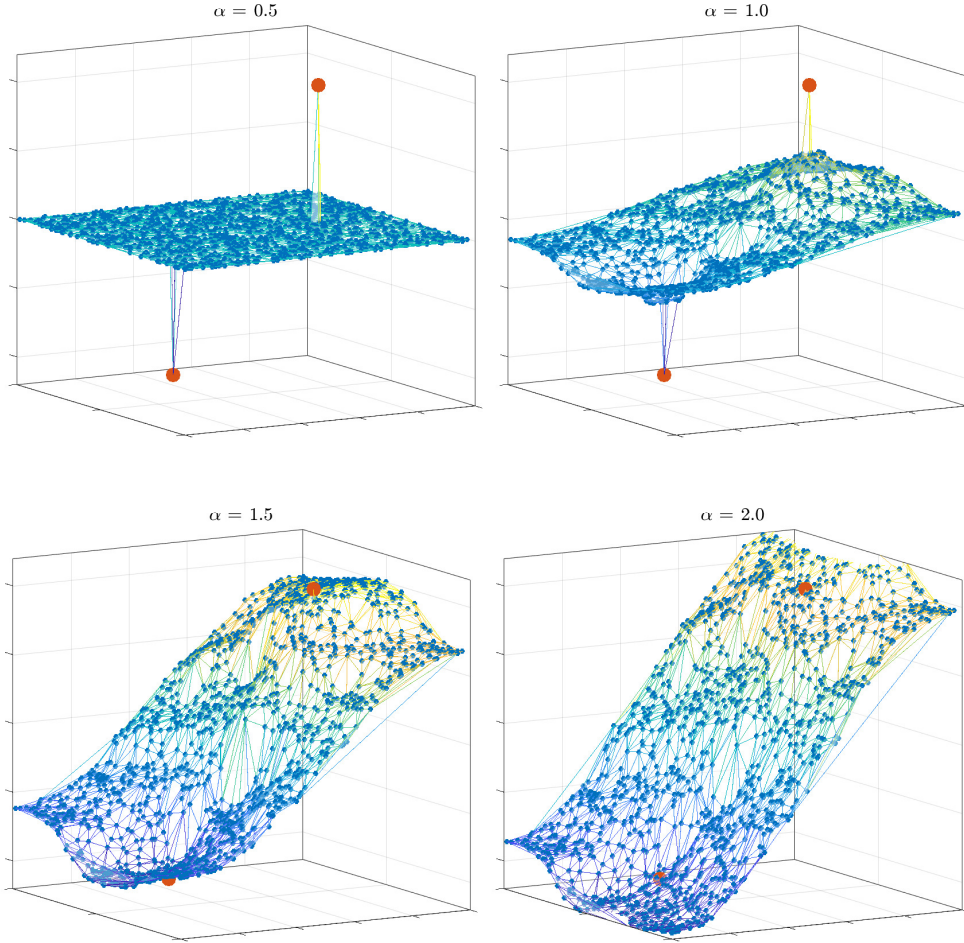 α = 0.5
α = 1.0
α = 1.5
α = 2.0